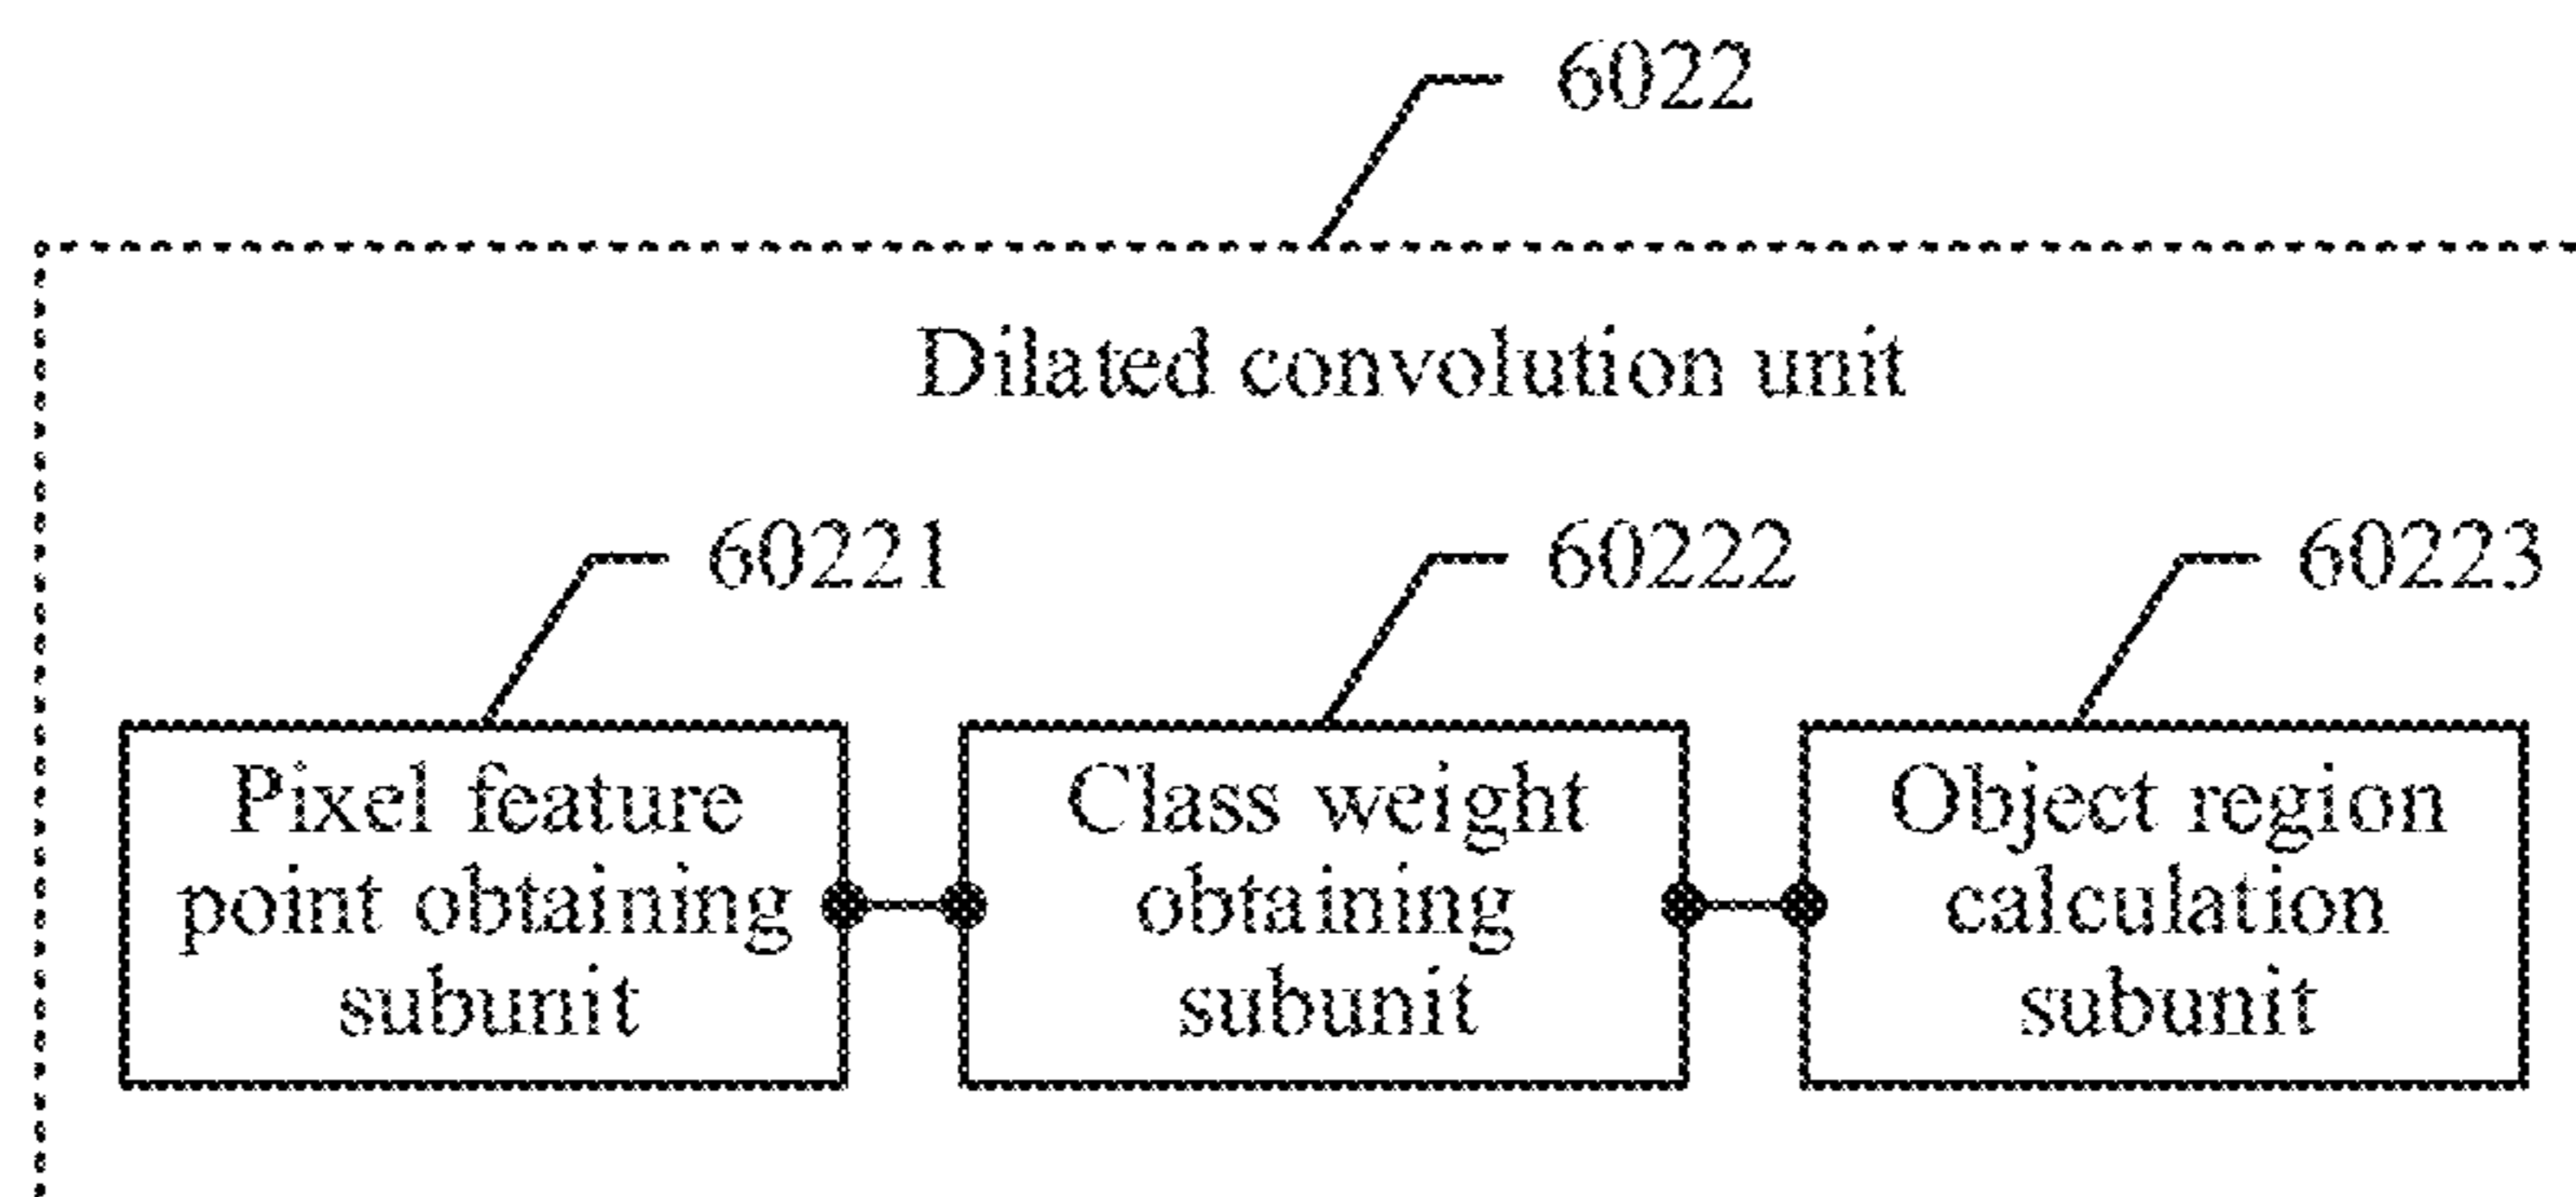 6022
Dilated convolution unit
60221
60222
60223
Pixel feature
point obtaining
subunit
Class weight
obtaining
subunit
Object region
calculation
subunit